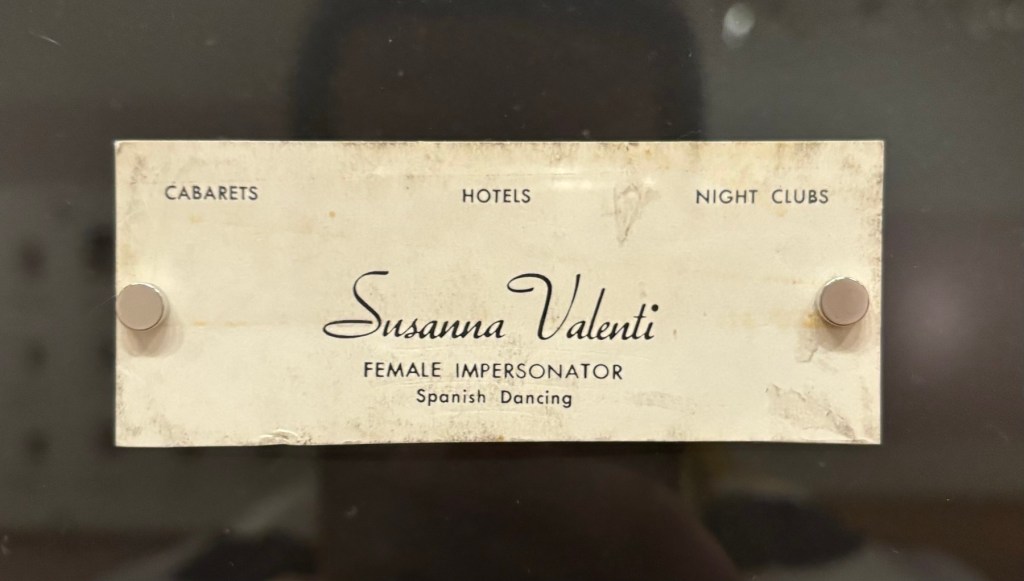 CABARETS HOTELS NIGHT CLUBS
Susanna Valenti
FEMALE IMPERSONATOR
Spanish Dancing